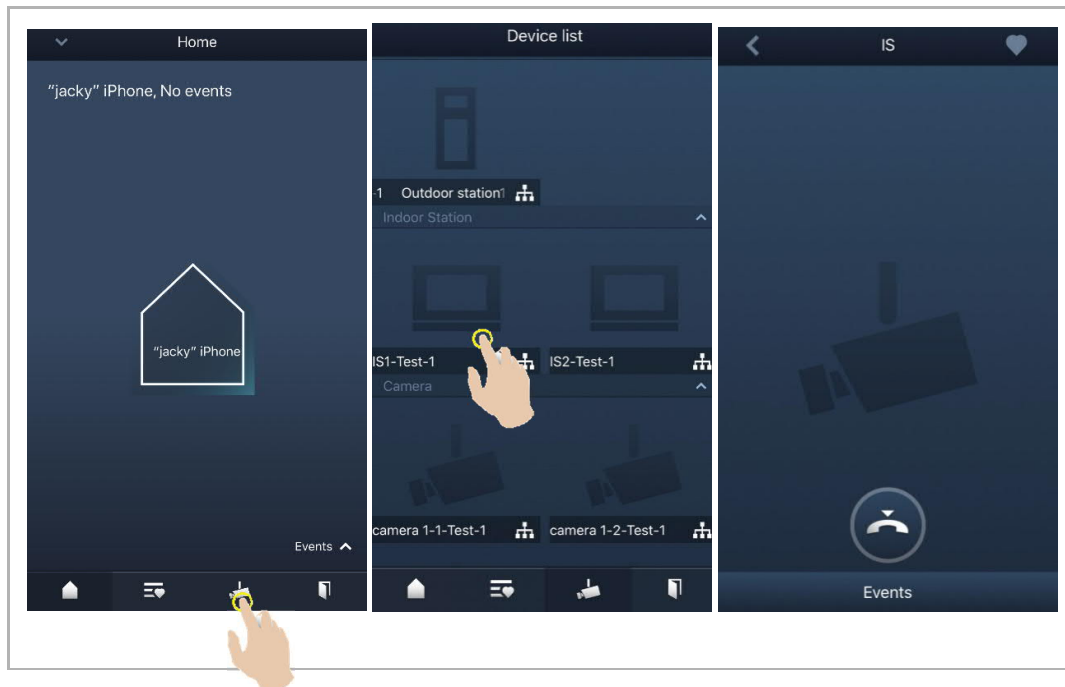 Home
"jacky" iPhone, No events
"jacky" iPhone
Events
Device list
-1 Outdoor station1
Indoor Station
IS1-Test-1
IS2-Test-1
Camera
camera 1-1-Test-1
camera 1-2-Test-1
IS
Events